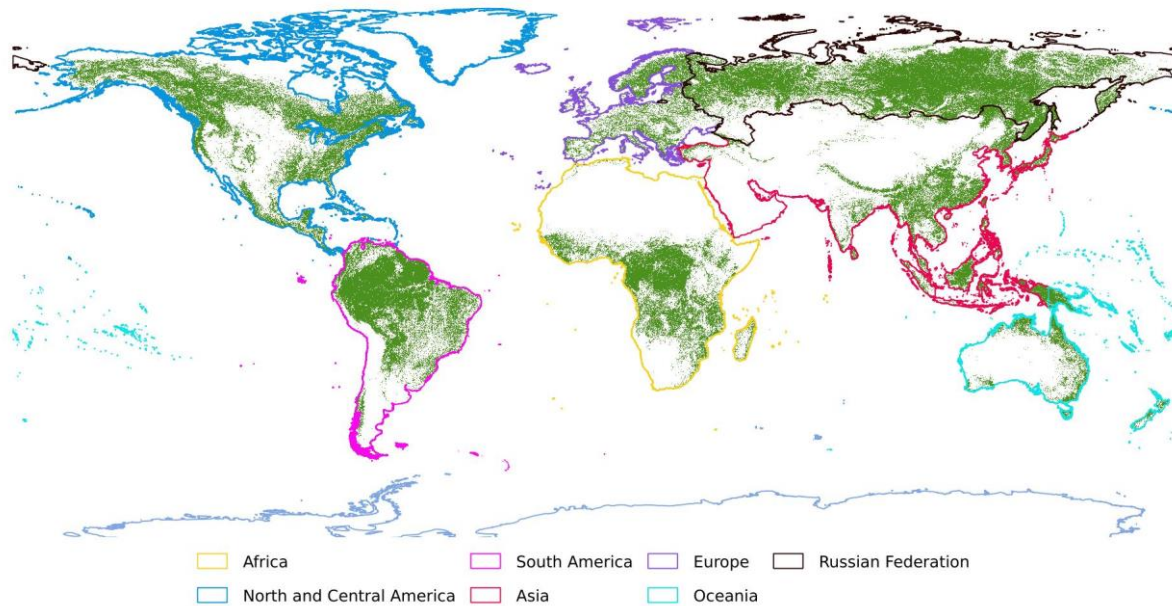 Africa
South America
Europe
Russian Federation
North and Central America
Asia
Oceania